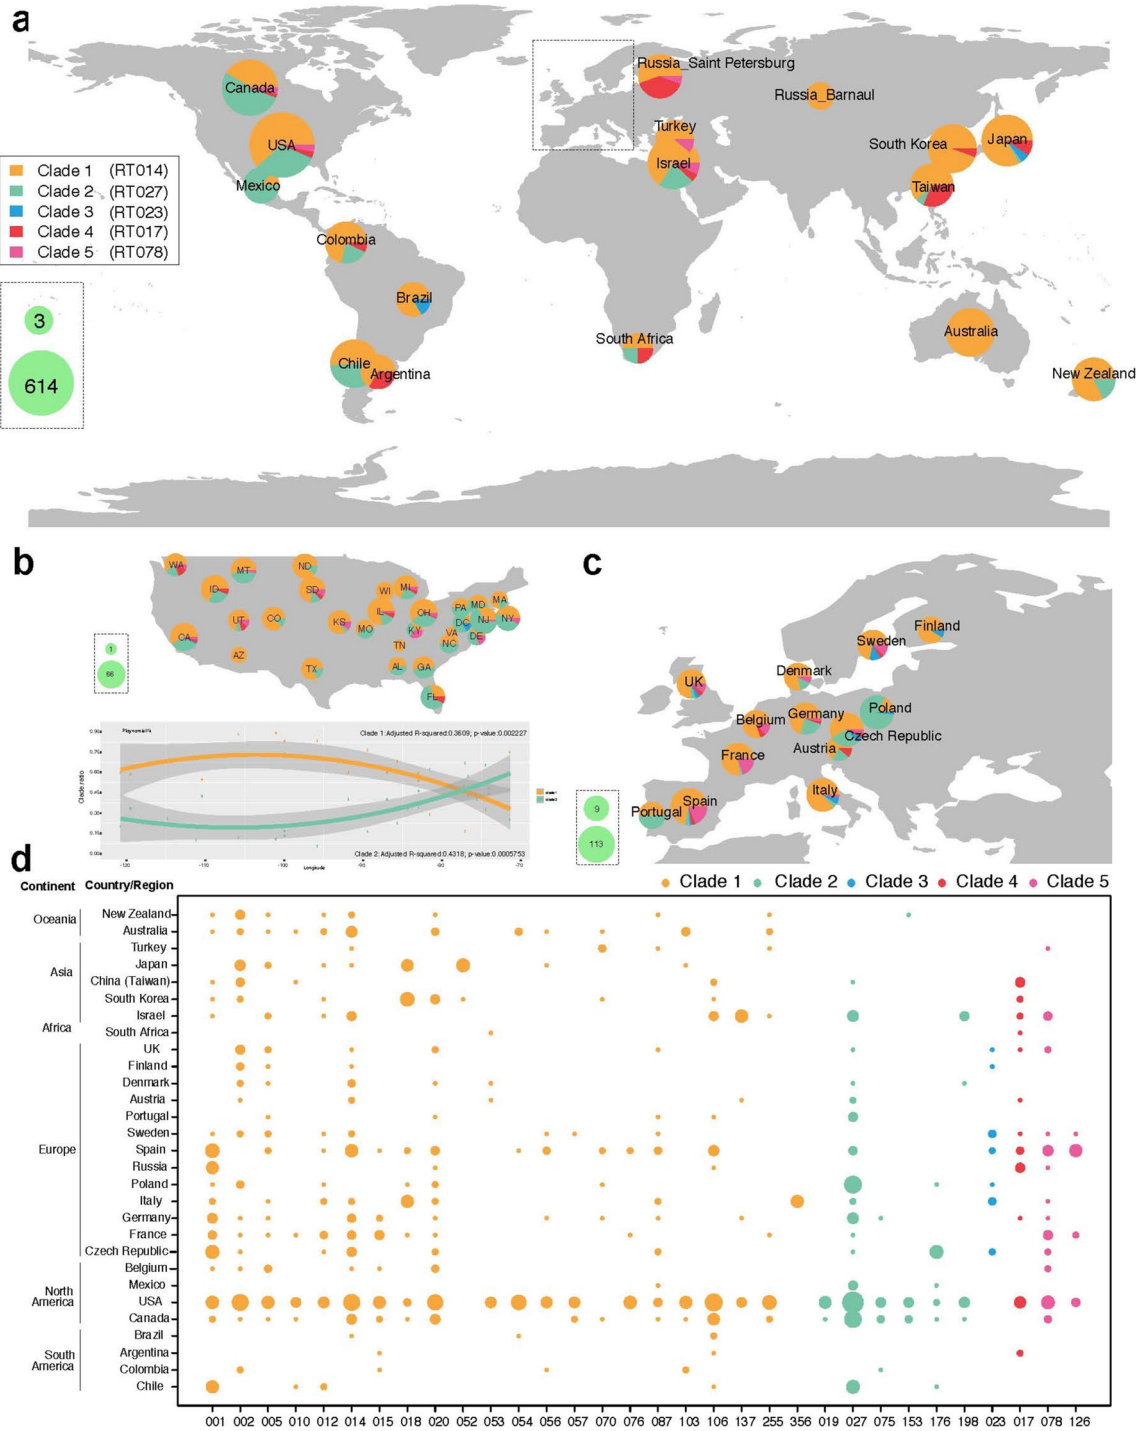 a
Canada
USA
Mexico
Colombia
Brazil
Chile
Argentina
Russia_Saint Petersburg
Russia_Barnaul
Turkey
Israel
South Korea
Japan
Taiwan
South Africa
Australia
New Zealand
Clade 1 (RT014)
Clade 2 (RT027)
Clade 3 (RT023)
Clade 4 (RT017)
Clade 5 (RT078)
3
614
b
WA
MT
ND
ID
SD
WI
MI
MA
PA
MD
UT
CO
KS
IL
OH
DC
NJ
NY
MO
KY
VA
DE
CA
NC
TN
AZ
TX
AL
GA
FL
1
66
Clade 1: Adjusted R-squared:0.3609; p-value:0.002227
Clade ratio
Clade 2: Adjusted R-squared:0.4318; p-value:0.0005753
-120
-110
-100
-90
-80
-70
Longitude
c
Finland
Sweden
Denmark
UK
Poland
Germany
Belgium
Czech Republic
Austria
France
Italy
Spain
Portugal
9
113
d
Clade 1 Clade 2 Clade 3 Clade 4 Clade 5
Continent Country/Region
Oceania
New Zealand
Australia
Asia
Turkey
Japan
China (Taiwan)
South Korea
Israel
Africa
South Africa
Europe
UK
Finland
Denmark
Austria
Portugal
Sweden
Spain
Russia
Poland
Italy
Germany
France
Czech Republic
Belgium
North
America
Mexico
USA
Canada
South
America
Brazil
Argentina
Colombia
Chile
001 002 005 010 012 014 015 018 020 052 053 054 056 057 070 076 087 103 106 137 255 356 019 027 075 153 176 198 023 017 078 126